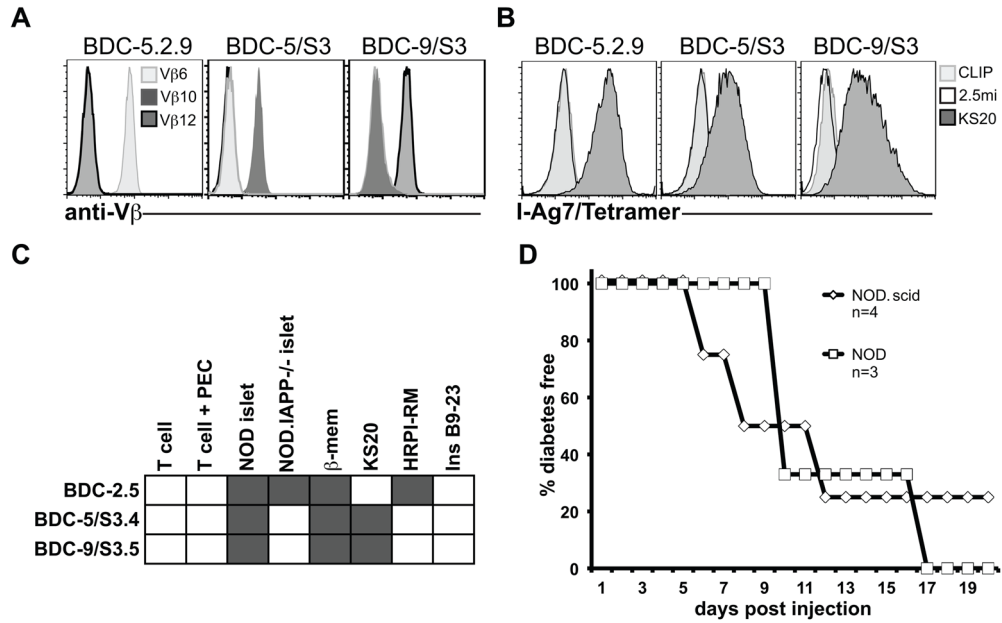 A
BDC-5.2.9 BDC-5/S3 BDC-9/S3
Vβ6
Vβ10
Vβ12
anti-Vβ
B
BDC-5.2.9 BDC-5/S3 BDC-9/S3
CLIP
2.5mi
KS20
I-Ag7/Tetramer
C
T cell
T cell + PEC
NOD islet
NOD.IAPP-/- islet
β-mem
KS20
HRPI-RM
Ins B9-23
BDC-2.5
BDC-5/S3.4
BDC-9/S3.5
D
% diabetes free
100
80
60
40
20
0
NOD.scid
n=4
NOD
n=3
1 3 5 7 9 11 13 15 17 19
days post injection